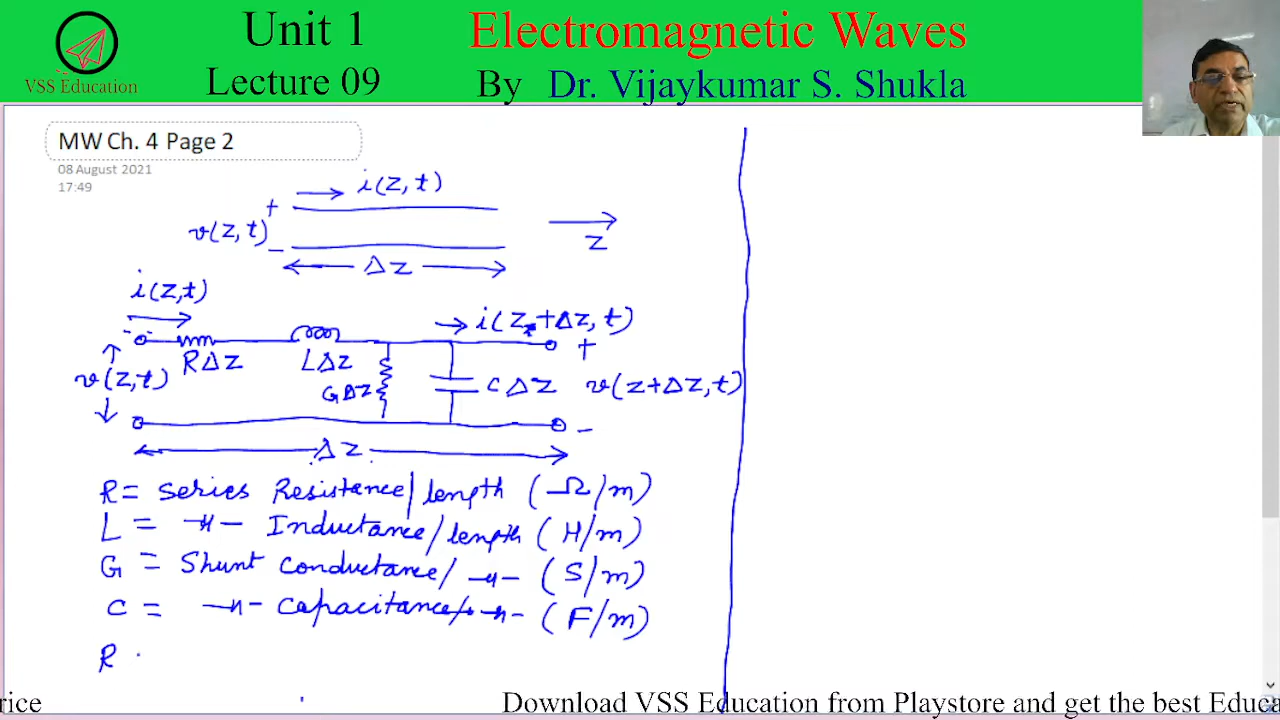 Unit 1
Electromagnetic Waves
VSS Education
Lecture 09
By Dr. Vijaykumar S. Shukla
MW Ch. 4 Page 2
08 August 2021
17:49
i(z,t)
+
v(z,t)
-
z
Δz
i(z,t)
i(z+Δz,t)
+
RΔz
LΔz
v(z,t)
GΔz
CΔz
v(z+Δz,t)
-
Δz
R = Series Resistance/length (Ω/m)
L = -〃- Inductance/length (H/m)
G = Shunt conductance/-〃- (S/m)
C = -〃- capacitance/-〃- (F/m)
R
rice
Download VSS Education from Playstore and get the best Educa